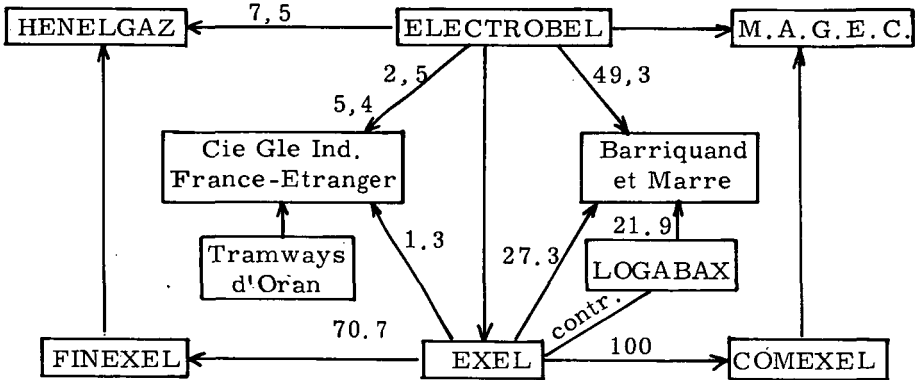 7,5
HENELGAZ
ELECTROBEL
M.A.G.E.C.
2,5
49,3
5,4
Cie Gle Ind.
France-Etranger
Barriquand
et Marre
1.3
27.3
21.9
Tramways
d'Oran
LOGABAX
contr.
70.7
100
FINEXEL
EXEL
COMEXEL